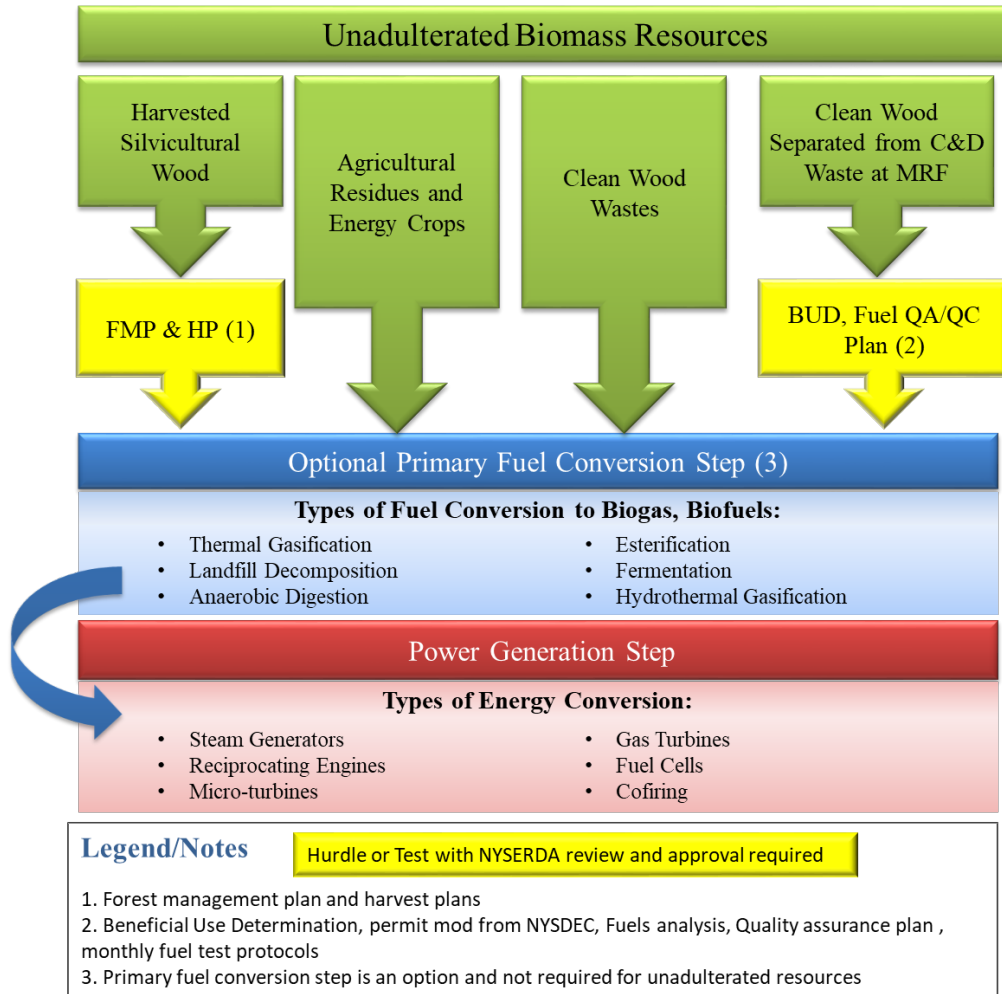 Unadulterated Biomass Resources
Harvested
Silvicultural
Wood
Agricultural
Residues and
Energy Crops
Clean Wood
Wastes
Clean Wood
Separated from C&D
Waste at MRF
FMP & HP (1)
BUD, Fuel QA/QC
Plan (2)
Optional Primary Fuel Conversion Step (3)
Types of Fuel Conversion to Biogas, Biofuels:
• Thermal Gasification
• Landfill Decomposition
• Anaerobic Digestion
• Esterification
• Fermentation
• Hydrothermal Gasification
Power Generation Step
Types of Energy Conversion:
• Steam Generators
• Reciprocating Engines
• Micro-turbines
• Gas Turbines
• Fuel Cells
• Cofiring
Legend/Notes
Hurdle or Test with NYSERDA review and approval required
1. Forest management plan and harvest plans
2. Beneficial Use Determination, permit mod from NYSDEC, Fuels analysis, Quality assurance plan ,
monthly fuel test protocols
3. Primary fuel conversion step is an option and not required for unadulterated resources